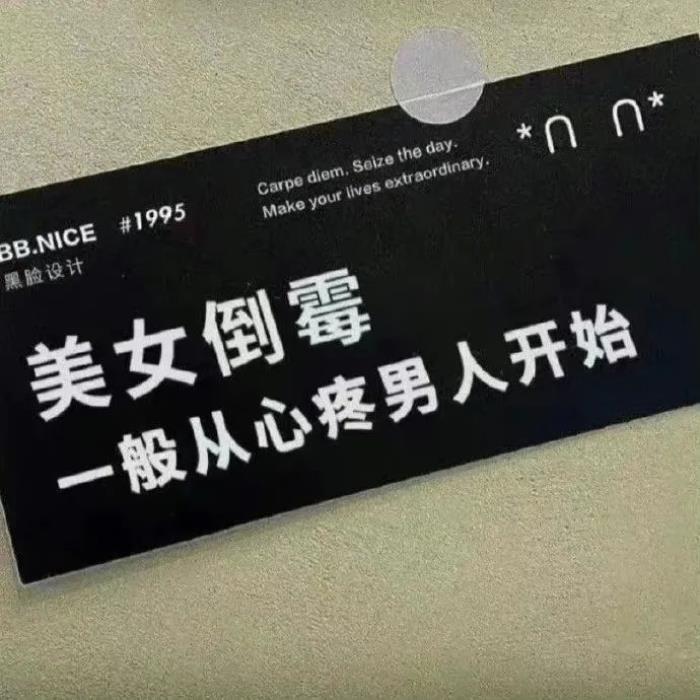 BB.NICE #1995
黑脸设计
Carpe diem. Seize the day.
Make your lives extraordinary.
*∩ ∩*
美女倒霉
一般从心疼男人开始